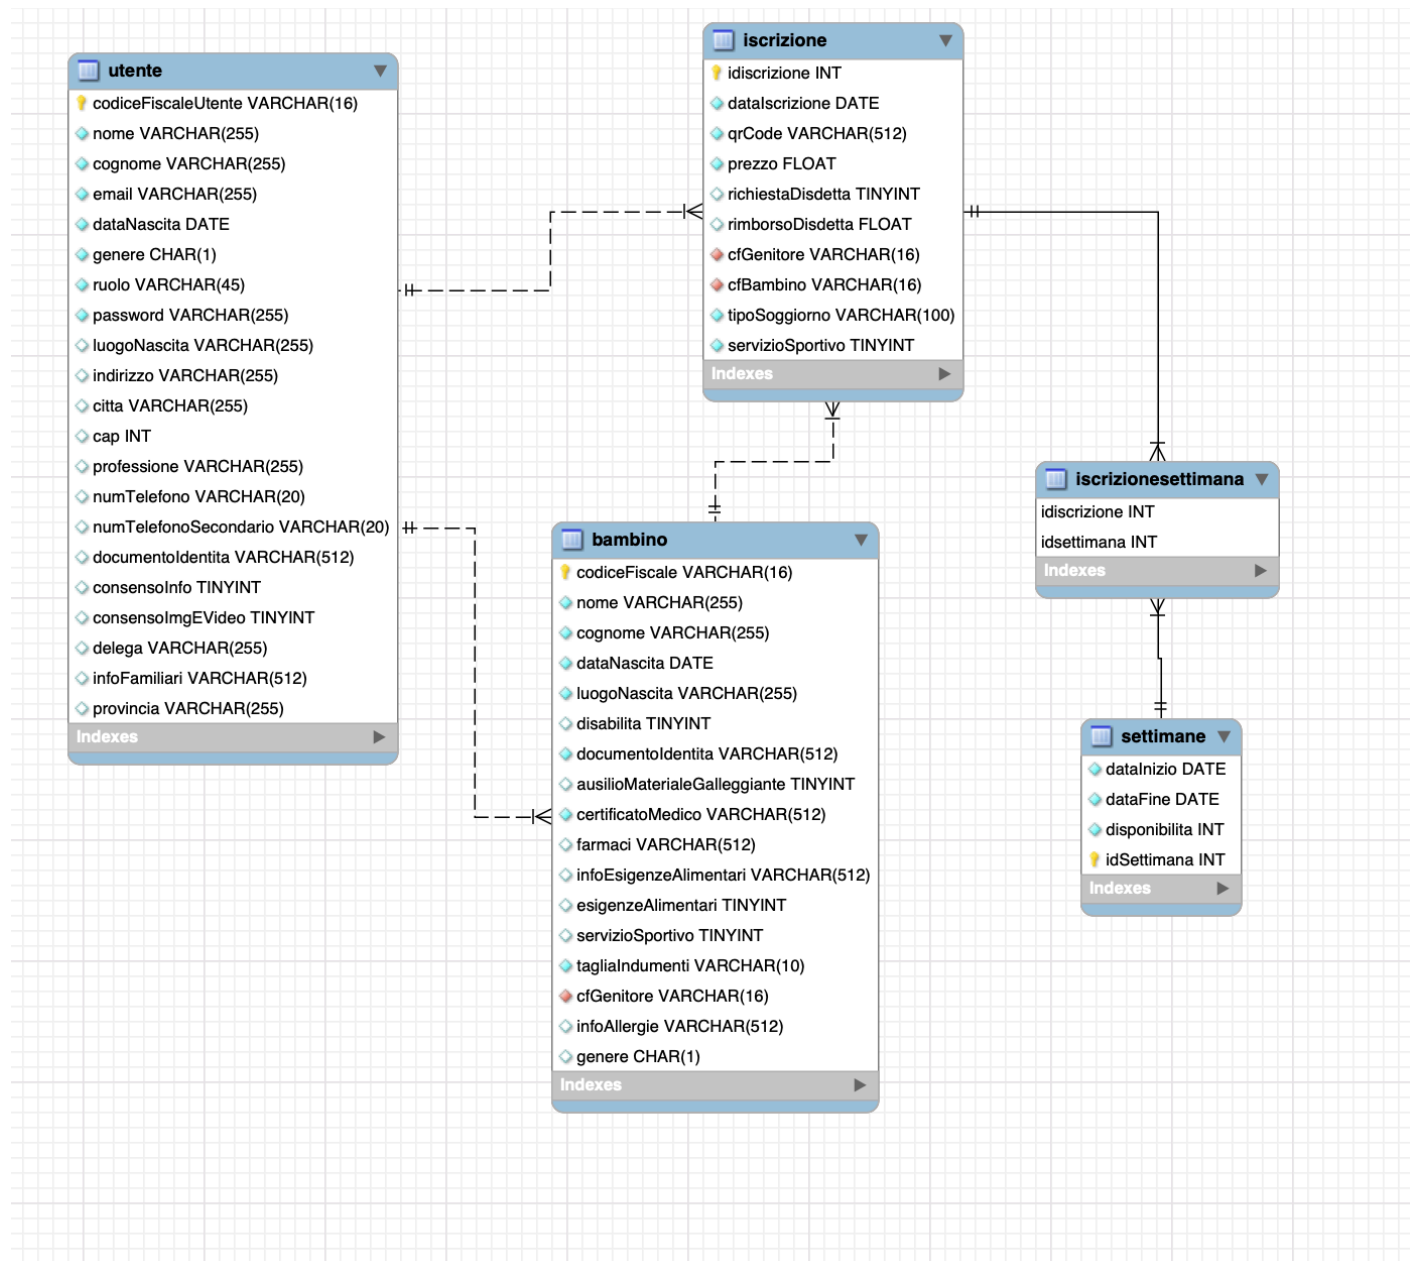 utente
codiceFiscaleUtente VARCHAR(16)
nome VARCHAR(255)
cognome VARCHAR(255)
email VARCHAR(255)
dataNascita DATE
genere CHAR(1)
ruolo VARCHAR(45)
password VARCHAR(255)
luogoNascita VARCHAR(255)
indirizzo VARCHAR(255)
citta VARCHAR(255)
cap INT
professione VARCHAR(255)
numTelefono VARCHAR(20)
numTelefonoSecondario VARCHAR(20)
documentoIdentita VARCHAR(512)
consensoInfo TINYINT
consensoImgEVideo TINYINT
delega VARCHAR(255)
infoFamiliari VARCHAR(512)
provincia VARCHAR(255)
Indexes
iscrizione
idiscrizione INT
dataIscrizione DATE
qrCode VARCHAR(512)
prezzo FLOAT
richiestaDisdetta TINYINT
rimborsoDisdetta FLOAT
cfGenitore VARCHAR(16)
cfBambino VARCHAR(16)
tipoSoggiorno VARCHAR(100)
servizioSportivo TINYINT
Indexes
bambino
codiceFiscale VARCHAR(16)
nome VARCHAR(255)
cognome VARCHAR(255)
dataNascita DATE
luogoNascita VARCHAR(255)
disabilita TINYINT
documentoIdentita VARCHAR(512)
ausilioMaterialeGalleggiante TINYINT
certificatoMedico VARCHAR(512)
farmaci VARCHAR(512)
infoEsigenzeAlimentari VARCHAR(512)
esigenzeAlimentari TINYINT
servizioSportivo TINYINT
tagliaIndumenti VARCHAR(10)
cfGenitore VARCHAR(16)
infoAllergie VARCHAR(512)
genere CHAR(1)
Indexes
iscrizionesettimana
idiscrizione INT
idsettimana INT
Indexes
settimane
dataInizio DATE
dataFine DATE
disponibilita INT
idSettimana INT
Indexes